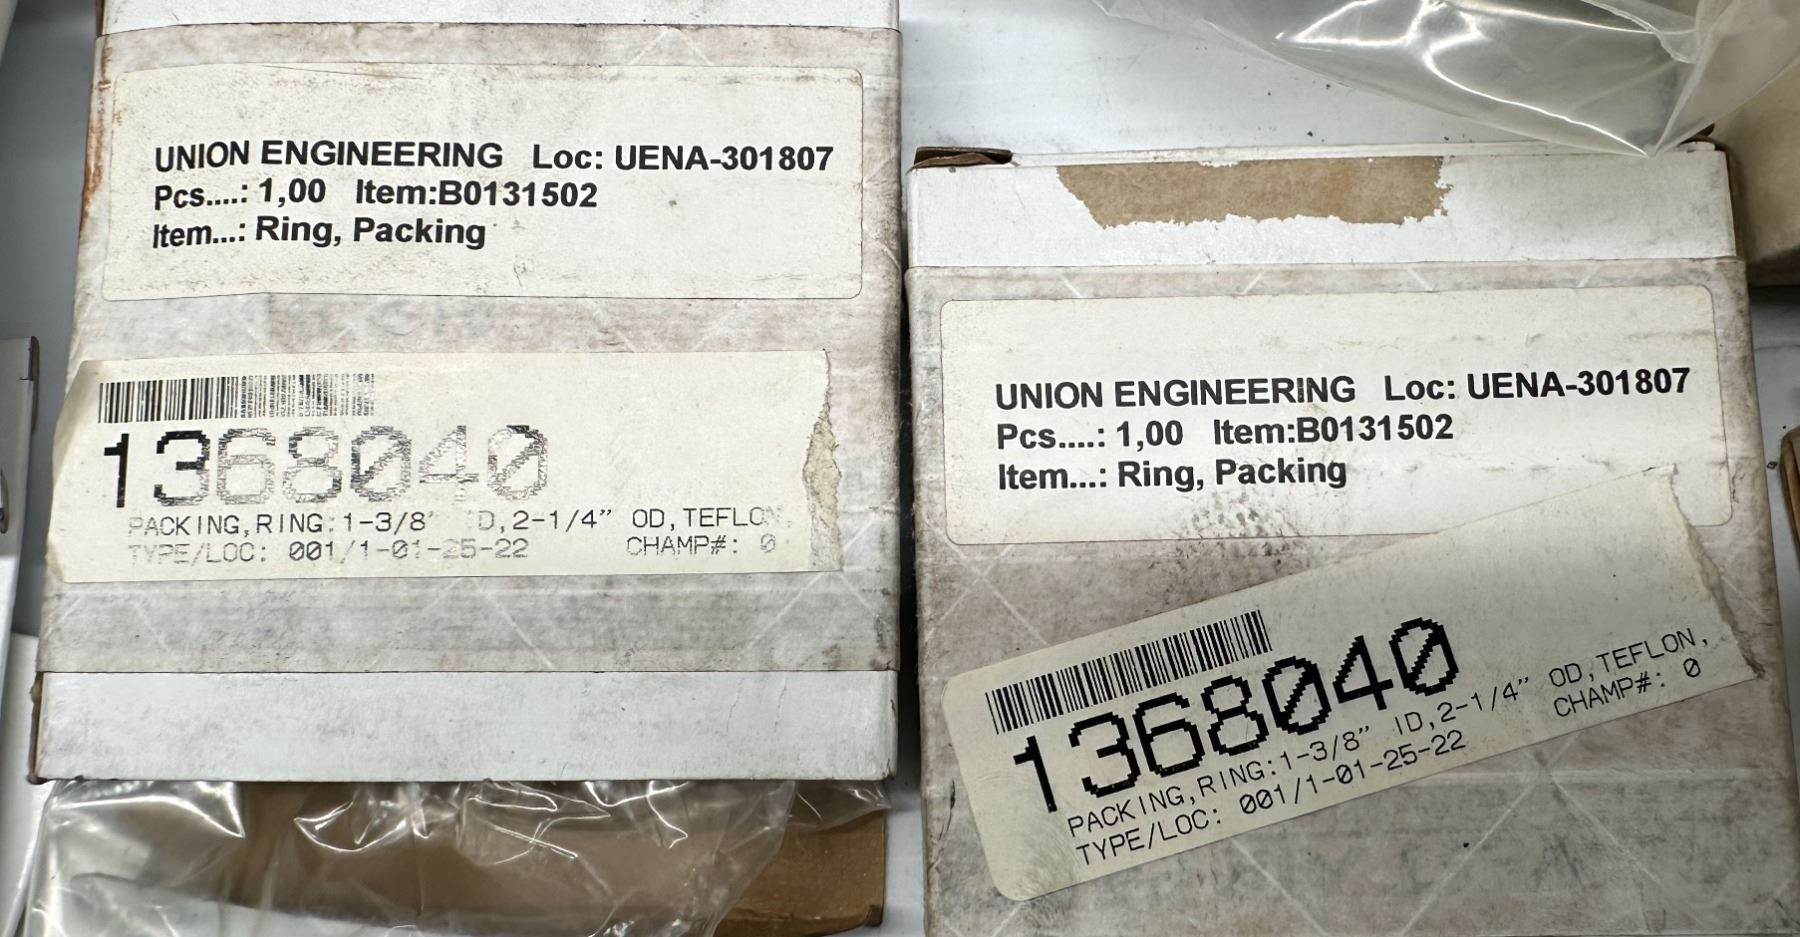 UNION ENGINEERING Loc: UENA-301807
Pcs....: 1,00 Item:B0131502
Item...: Ring, Packing
1368040
PACKING,RING:1-3/8" ID,2-1/4" OD,TEFLON,
TYPE/LOC: 001/1-01-25-22 CHAMP#: 0
UNION ENGINEERING Loc: UENA-301807
Pcs....: 1,00 Item:B0131502
Item...: Ring, Packing
1368040
PACKING,RING:1-3/8" ID,2-1/4" OD,TEFLON,
TYPE/LOC: 001/1-01-25-22 CHAMP#: 0